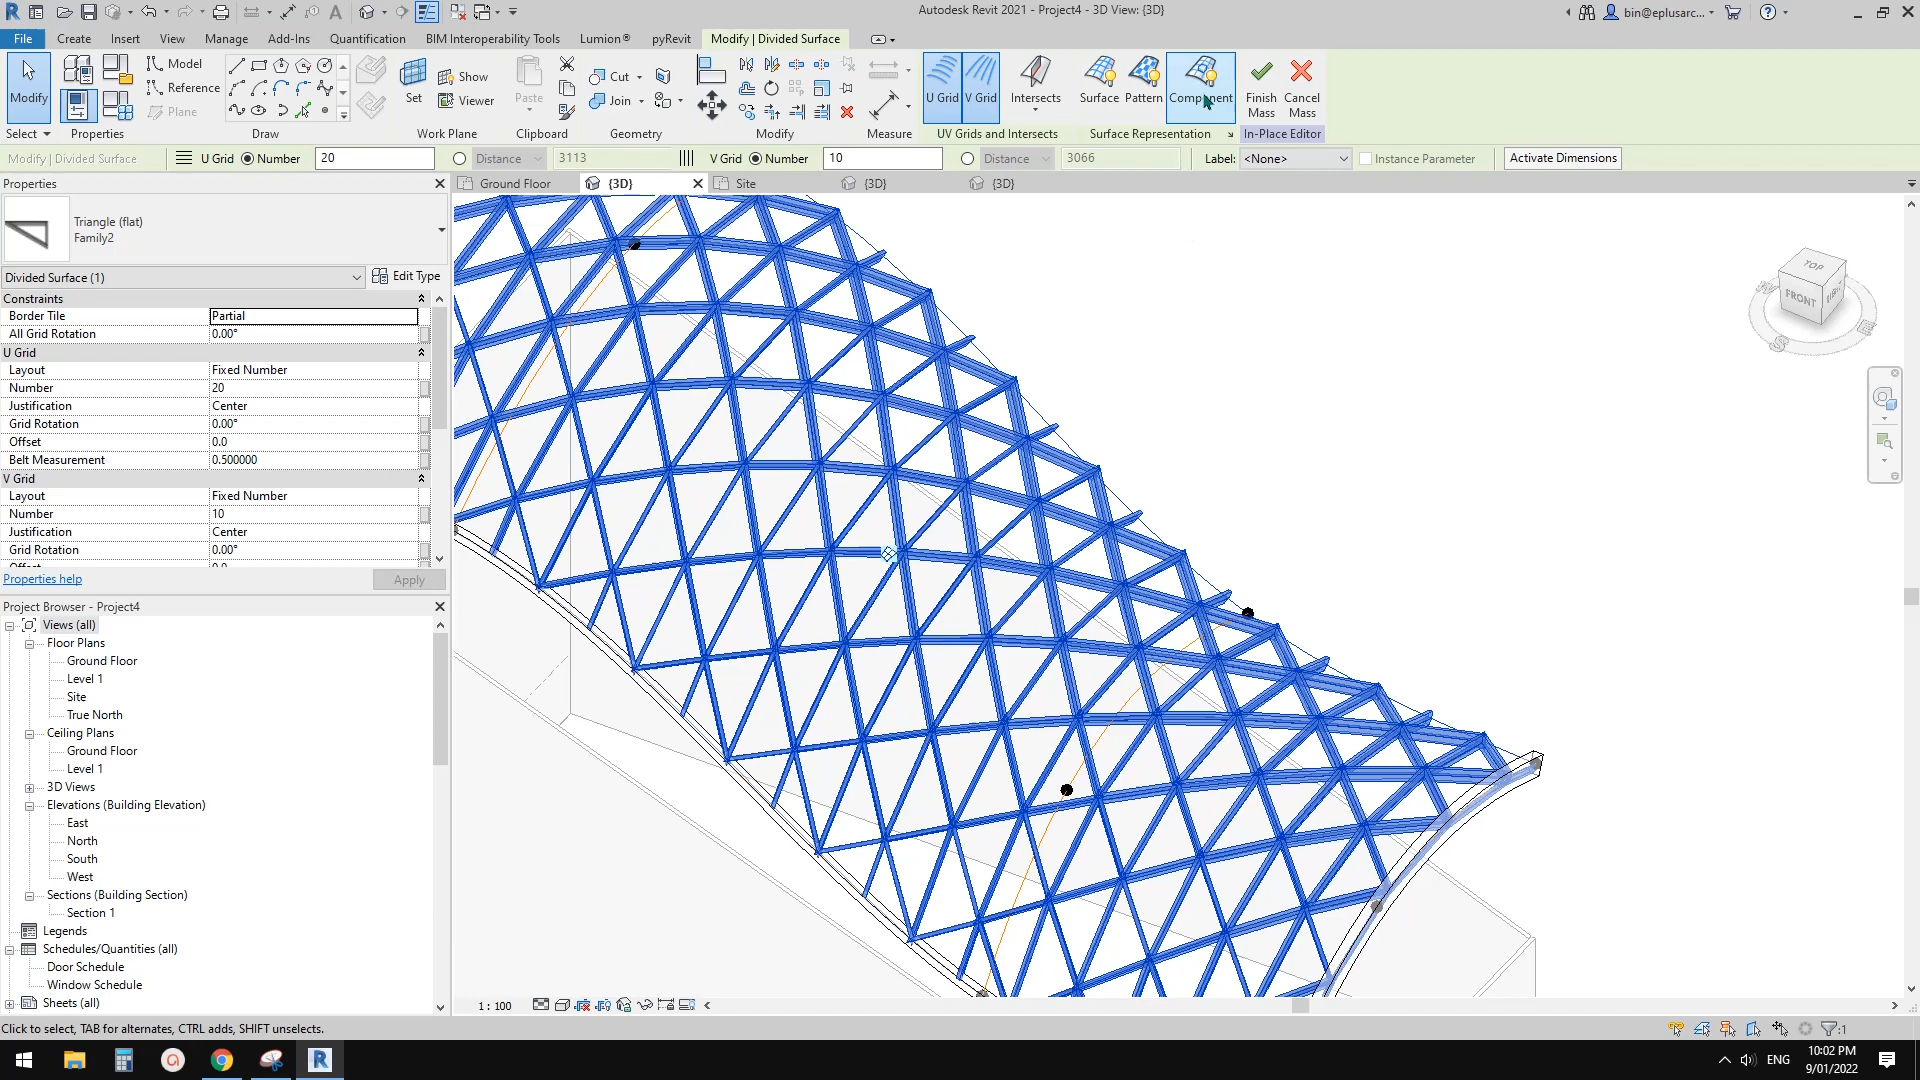 Autodesk Revit 2021 - Project4 - 3D View: {3D}
bin@eplusarc...
File Create Insert View Manage Add-Ins Quantification BIM Interoperability Tools Lumion® pyRevit Modify | Divided Surface
Modify
Model
Reference
Plane
Set
Show
Viewer
Paste
Cut
Join
U Grid V Grid Intersects
Surface Pattern Component
Finish Mass
Cancel Mass
Select Properties Draw Work Plane Clipboard Geometry Modify Measure UV Grids and Intersects Surface Representation In-Place Editor
Modify | Divided Surface U Grid Number 20 Distance 3113 V Grid Number 10 Distance 3066 Label: <None> Instance Parameter Activate Dimensions
Properties
Ground Floor {3D} Site {3D} {3D}
Triangle (flat)
Family2
Divided Surface (1) Edit Type
Constraints
Border Tile Partial
All Grid Rotation 0.00°
U Grid
Layout Fixed Number
Number 20
Justification Center
Grid Rotation 0.00°
Offset 0.0
Belt Measurement 0.500000
V Grid
Layout Fixed Number
Number 10
Justification Center
Grid Rotation 0.00°
Offset 0.0
Properties help Apply
Project Browser - Project4
Views (all)
Floor Plans
Ground Floor
Level 1
Site
True North
Ceiling Plans
Ground Floor
Level 1
3D Views
Elevations (Building Elevation)
East
North
South
West
Sections (Building Section)
Section 1
Legends
Schedules/Quantities (all)
Door Schedule
Window Schedule
Sheets (all)
TOP
FRONT
W
S
E
1 : 100
Click to select, TAB for alternates, CTRL adds, SHIFT unselects.
:1
ENG
10:02 PM
9/01/2022